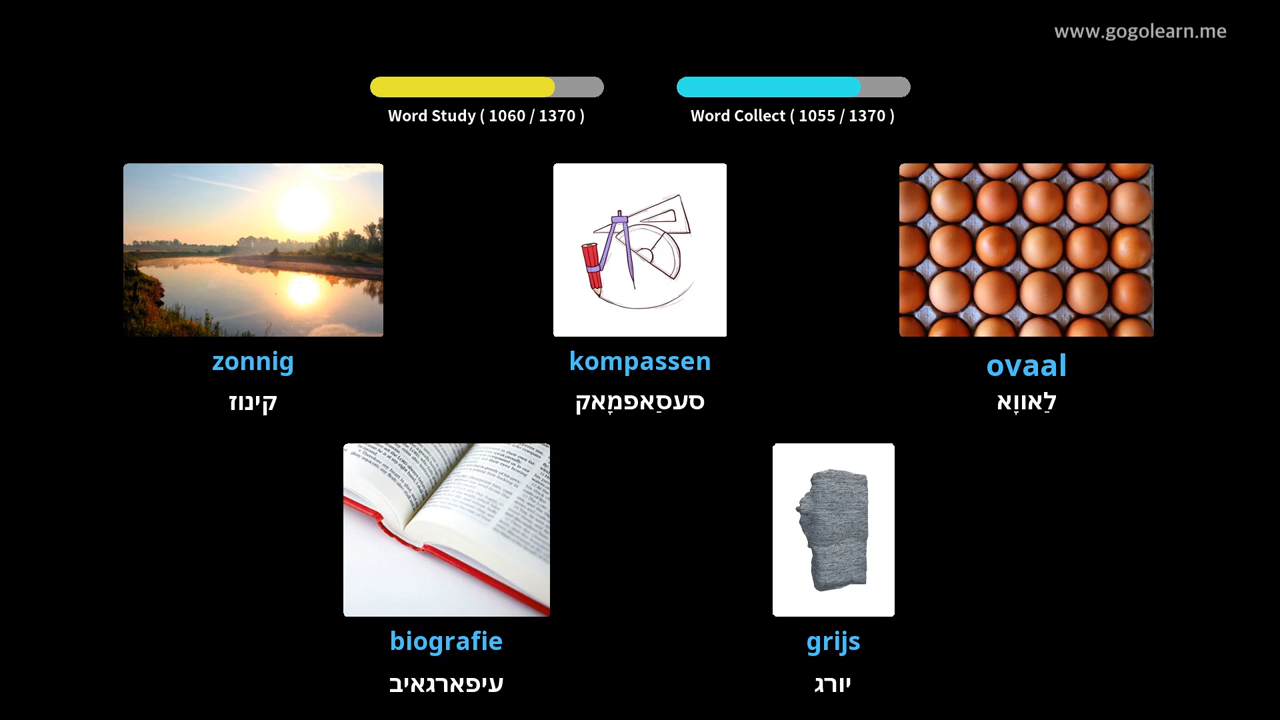 www.gogolearn.me
Word Study ( 1060 / 1370 )
Word Collect ( 1055 / 1370 )
zonnig
קינוז
kompassen
סעסַאפמָאק
ovaal
לַאווָא
biografie
עיפארגאיב
grijs
יורג